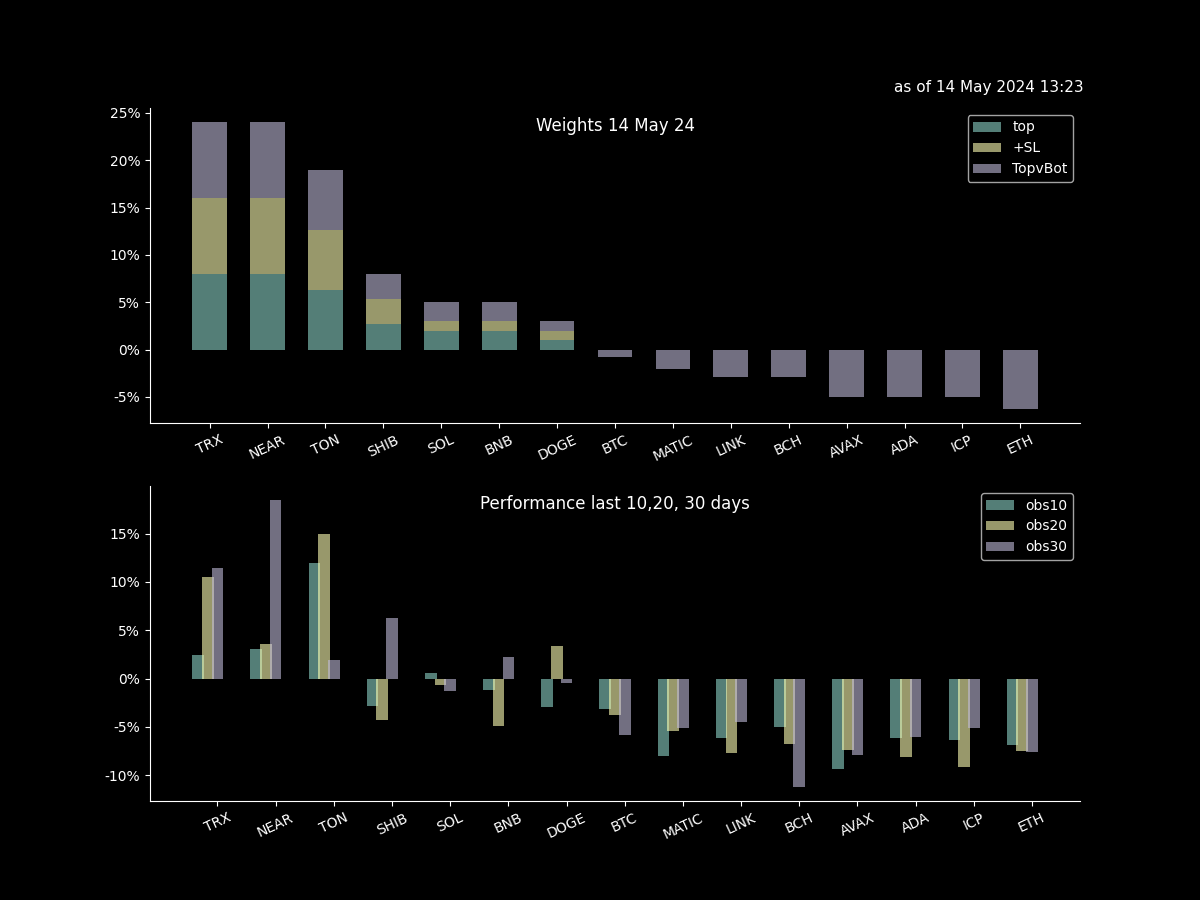 as of 14 May 2024 13:23
Weights 14 May 24
top
+SL
TopvBot
25%
20%
15%
10%
5%
0%
-5%
TRX NEAR TON SHIB SOL BNB DOGE BTC MATIC LINK BCH AVAX ADA ICP ETH
Performance last 10,20, 30 days
obs10
obs20
obs30
15%
10%
5%
0%
-5%
-10%
TRX NEAR TON SHIB SOL BNB DOGE BTC MATIC LINK BCH AVAX ADA ICP ETH